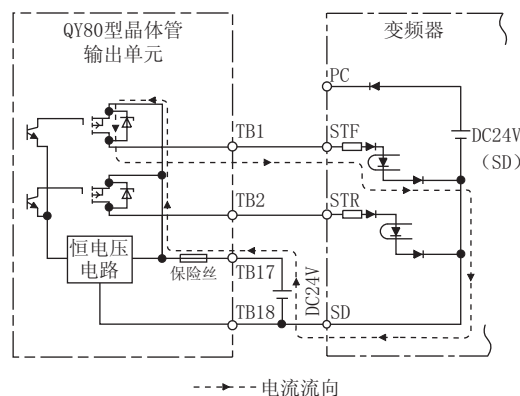 QY80型晶体管
输出单元
变频器
PC
TB1
STF
DC24V
（SD）
TB2
STR
恒电压
电路
保险丝
TB17
DC24V
TB18
SD
电流流向